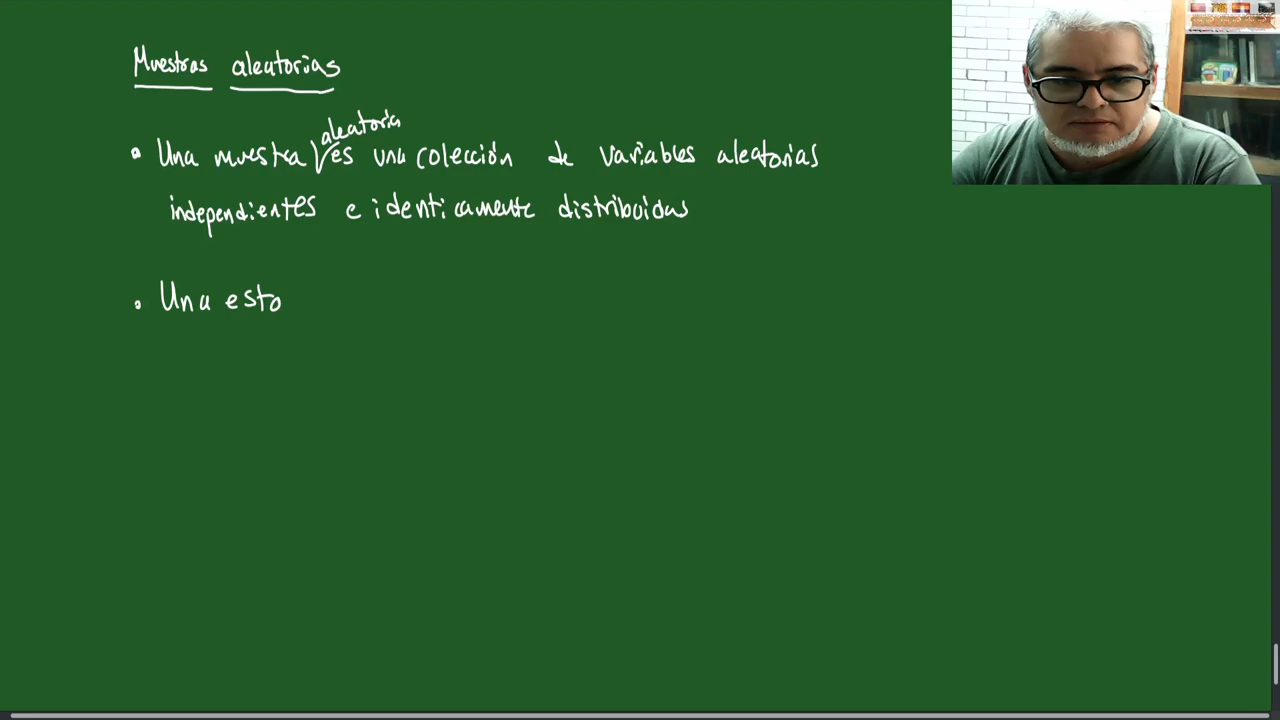 Muestras aleatorias
• Una muestra aleatoria es una colección de variables aleatorias
independientes e identicamente distribuidas
• Una esto